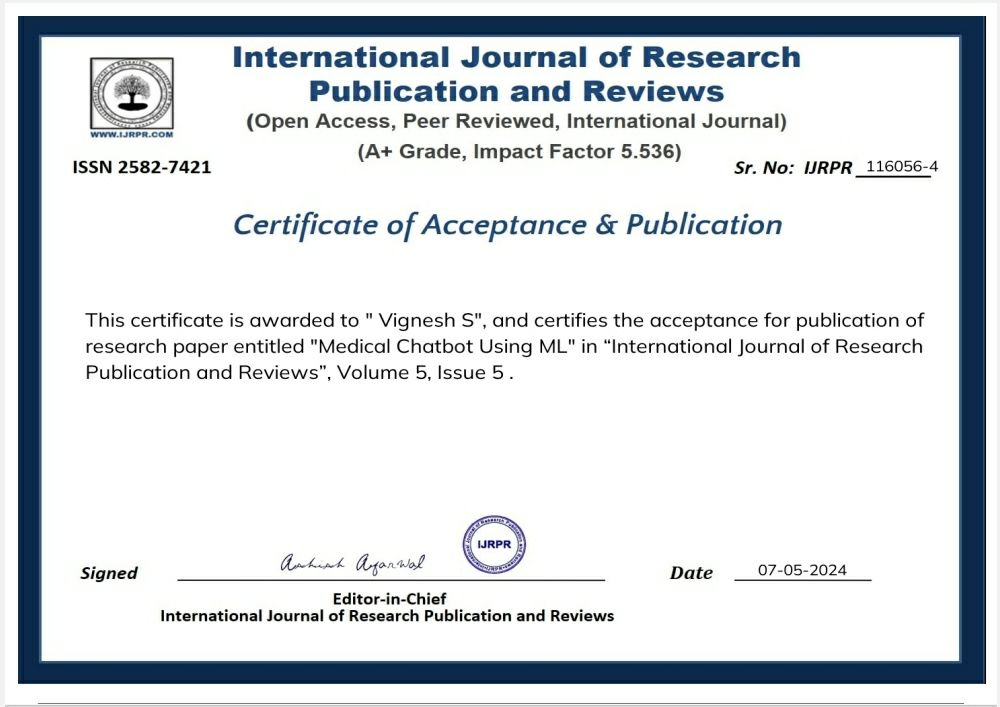 International Journal of Research
Publication and Reviews
(Open Access, Peer Reviewed, International Journal)
(A+ Grade, Impact Factor 5.536)
WWW.IJRPR.COM
ISSN 2582-7421
Sr. No: IJRPR 116056-4
Certificate of Acceptance & Publication
This certificate is awarded to " Vignesh S", and certifies the acceptance for publication of
research paper entitled "Medical Chatbot Using ML" in “International Journal of Research
Publication and Reviews”, Volume 5, Issue 5 .
IJRPR
Signed Aashish Agarwal
Date 07-05-2024
Editor-in-Chief
International Journal of Research Publication and Reviews